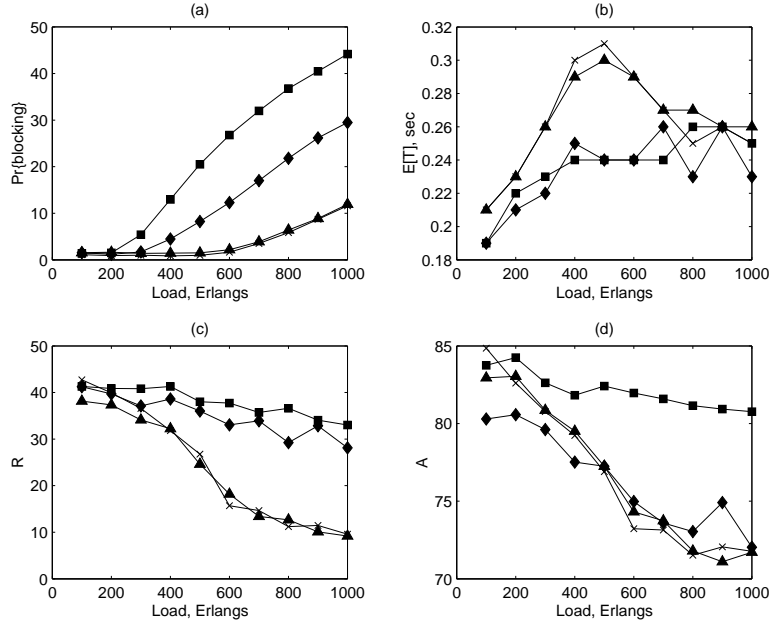 (a)
50
40
30
20
10
0
Pr{blocking}
0 200 400 600 800 1000
Load, Erlangs
(b)
0.32
0.3
0.28
0.26
0.24
0.22
0.2
0.18
E[T], sec
0 200 400 600 800 1000
Load, Erlangs
(c)
50
40
30
20
10
0
R
0 200 400 600 800 1000
Load, Erlangs
(d)
85
80
75
70
A
0 200 400 600 800 1000
Load, Erlangs